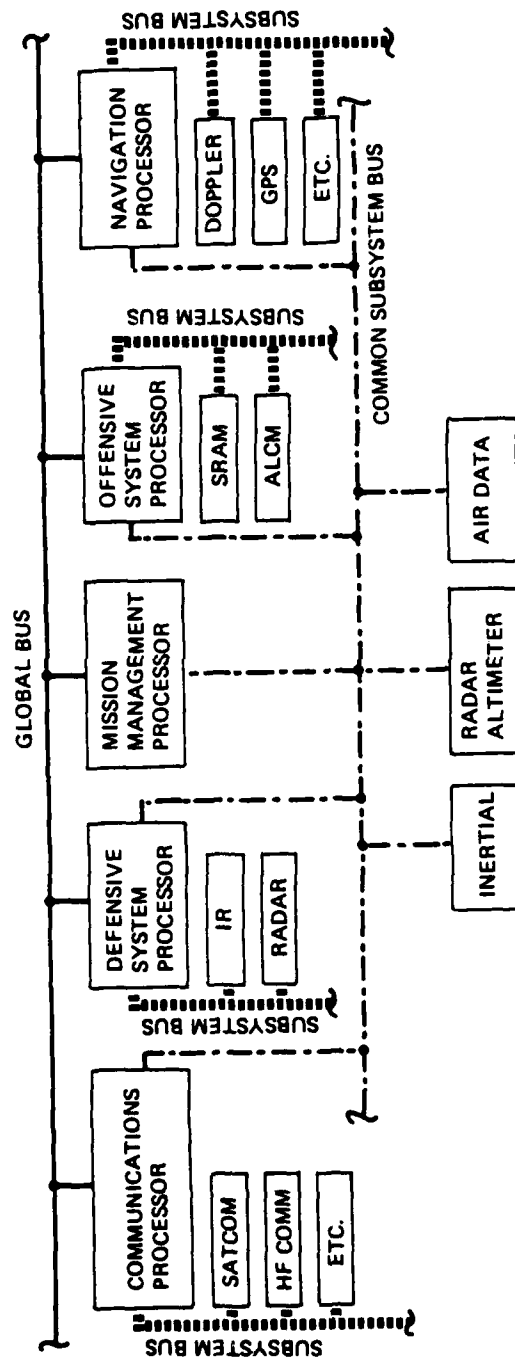 GLOBAL BUS
COMMUNICATIONS
PROCESSOR
SATCOM
HF COMM
ETC.
SUBSYSTEM BUS
DEFENSIVE
SYSTEM
PROCESSOR
IR
RADAR
SUBSYSTEM BUS
MISSION
MANAGEMENT
PROCESSOR
OFFENSIVE
SYSTEM
PROCESSOR
SRAM
ALCM
SUBSYSTEM BUS
NAVIGATION
PROCESSOR
DOPPLER
GPS
ETC.
SUBSYSTEM BUS
COMMON SUBSYSTEM BUS
INERTIAL
RADAR
ALTIMETER
AIR DATA